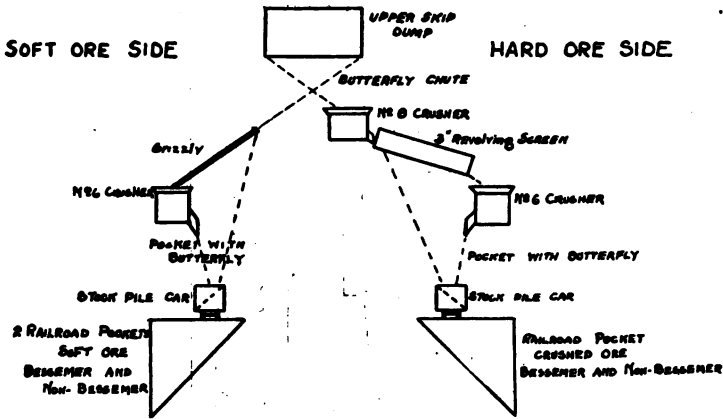 UPPER SKIP
DUMP
SOFT ORE SIDE
HARD ORE SIDE
BUTTERFLY CHUTE
No 8 CRUSHER
3" REVOLVING SCREEN
GRIZZLY
No 6 CRUSHER
No 6 CRUSHER
POCKET WITH
BUTTERFLY
POCKET WITH BUTTERFLY
STOCK PILE CAR
STOCK PILE CAR
2 RAILROAD POCKETS
SOFT ORE
BESSEMER AND
NON-BESSEMER
RAILROAD POCKET
CRUSHED ORE
BESSEMER AND NON-BESSEMER